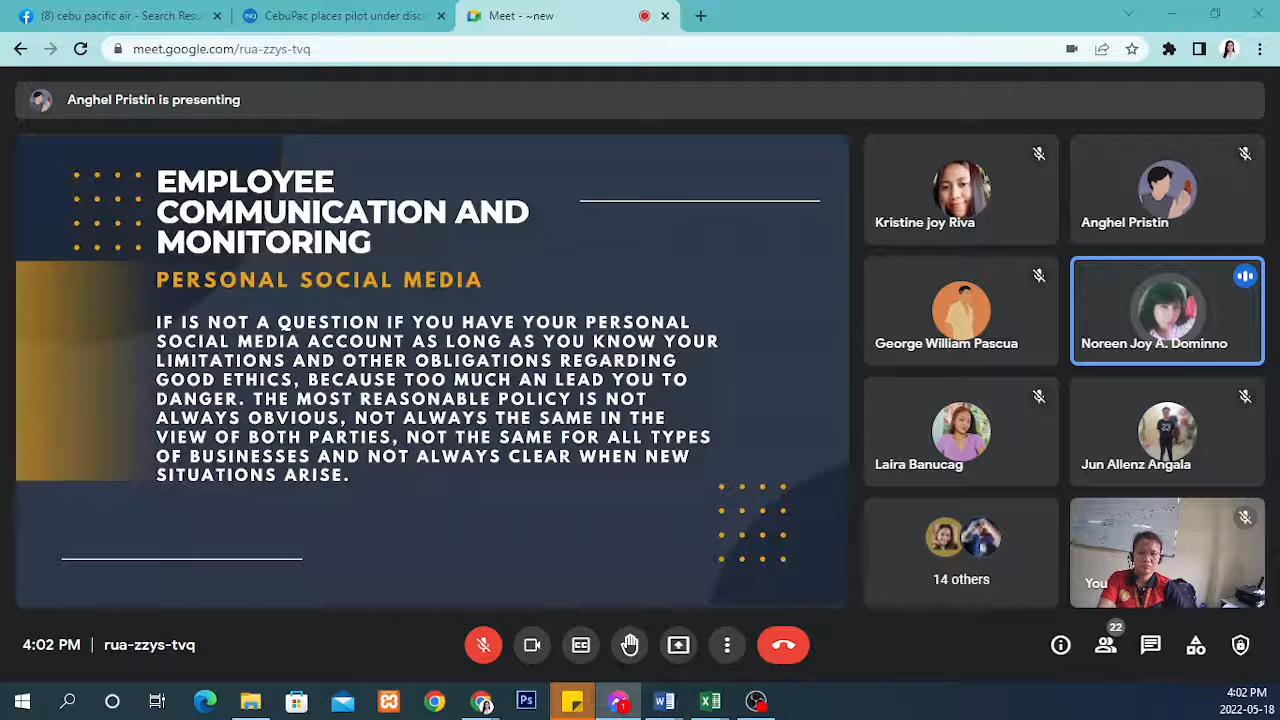 (8) cebu pacific air - Search Resu
CebuPac places pilot under disci
Meet - ~new
meet.google.com/rua-zzys-tvq
Anghel Pristin is presenting
EMPLOYEE
COMMUNICATION AND
MONITORING
PERSONAL SOCIAL MEDIA
IF IS NOT A QUESTION IF YOU HAVE YOUR PERSONAL
SOCIAL MEDIA ACCOUNT AS LONG AS YOU KNOW YOUR
LIMITATIONS AND OTHER OBLIGATIONS REGARDING
GOOD ETHICS, BECAUSE TOO MUCH AN LEAD YOU TO
DANGER. THE MOST REASONABLE POLICY IS NOT
ALWAYS OBVIOUS, NOT ALWAYS THE SAME IN THE
VIEW OF BOTH PARTIES, NOT THE SAME FOR ALL TYPES
OF BUSINESSES AND NOT ALWAYS CLEAR WHEN NEW
SITUATIONS ARISE.
Kristine joy Riva
Anghel Pristin
George William Pascua
Noreen Joy A. Dominno
Laira Banucag
Jun Allenz Angala
23
14 others
You
4:02 PM | rua-zzys-tvq
22
Ps
1
4:02 PM
2022-05-18